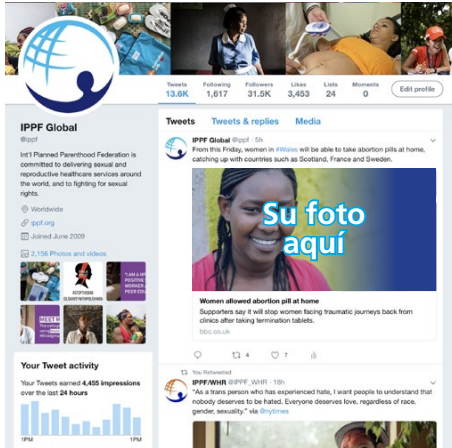 Tweets Following Followers Likes Lists Moments
13.6K 1,617 31.5K 3,453 24 0
Edit profile
IPPF Global
@ippf
Int'l Planned Parenthood Federation is
committed to delivering sexual and
reproductive healthcare services around
the world, and to fighting for sexual
rights.
Worldwide
ippf.org
Joined June 2009
2,156 Photos and videos
Your Tweet activity
Your Tweets earned 4,455 impressions
over the last 24 hours
1PM 1PM
Tweets Tweets & replies Media
IPPF Global @ippf · 5h
From this Friday, women in #Wales will be able to take abortion pills at home,
catching up with countries such as Scotland, France and Sweden.
Su foto
aquí
Women allowed abortion pill at home
Supporters say it will stop women facing traumatic journeys back from
clinics after taking termination tablets.
bbc.co.uk
4 7
You Retweeted
IPPF/WHR @IPPF_WHR · 18h
"As a trans person who has experienced hate, I want people to understand that
nobody deserves to be hated. Everyone deserves love, regardless of race,
gender, sexuality." via @nytimes